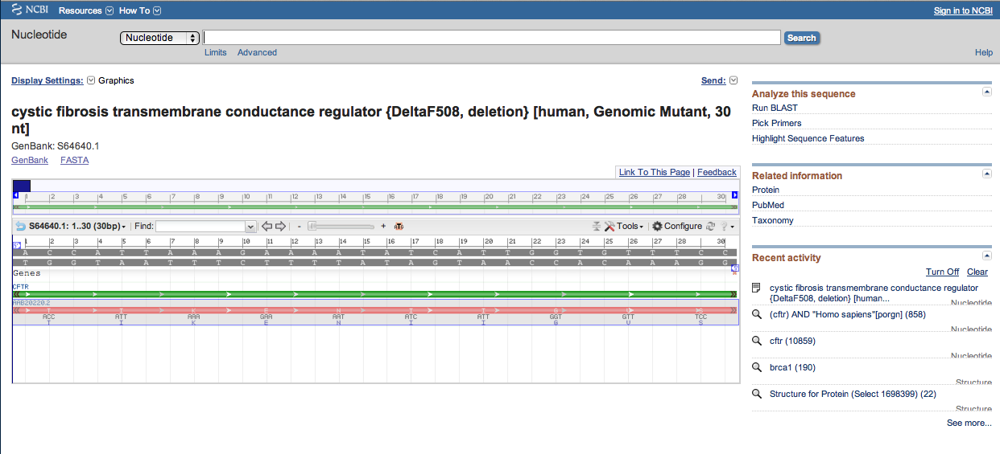 NCBI Resources How To Sign in to NCBI
Nucleotide Nucleotide Search
Limits Advanced Help
Display Settings: Graphics Send:
cystic fibrosis transmembrane conductance regulator {DeltaF508, deletion} [human, Genomic Mutant, 30
nt]
GenBank: S64640.1
GenBank FASTA
Link To This Page | Feedback
1 2 3 4 5 6 7 8 9 10 11 12 13 14 15 16 17 18 19 20 21 22 23 24 25 26 27 28 30
S64640.1: 1..30 (30bp) Find: - + Tools Configure ?
1 2 3 4 5 6 7 8 9 10 11 12 13 14 15 16 17 18 19 20 21 22 23 24 25 26 27 28 30
A C C A T T A A A G A A A A T A T C A T T G G T G T T T C C
T G G T A A T T T C T T T T A T A G T A A C C A C A A A G G
Genes
CFTR
AAB20220.2
T I K E N I I G V S
ACC ATT AAA GAA AAT ATC ATT GGT GTT TCC
T I K E N I I G V S
Analyze this sequence
Run BLAST
Pick Primers
Highlight Sequence Features
Related information
Protein
PubMed
Taxonomy
Recent activity
Turn Off Clear
cystic fibrosis transmembrane conductance regulator
{DeltaF508, deletion} [human...
Nucleotide
(cftr) AND "Homo sapiens"[porgn] (858)
Nucleotide
cftr (10859)
Nucleotide
brca1 (190)
Structure
Structure for Protein (Select 1698399) (22)
Structure
See more...